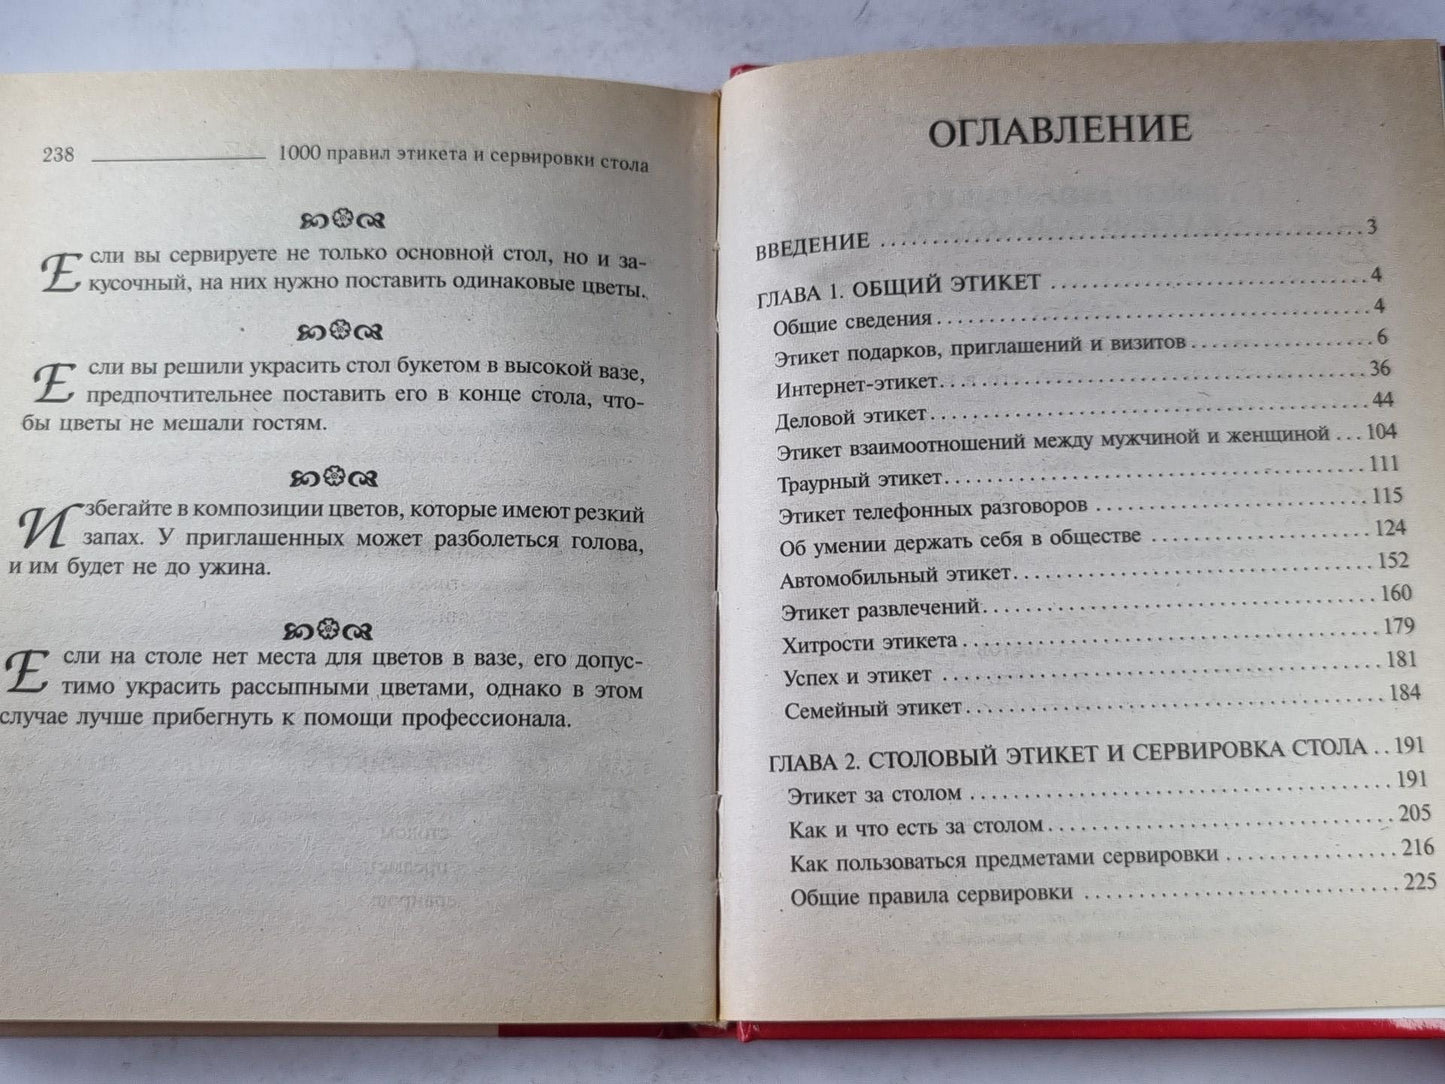 238 1000 правил этикета и сервировки стола
Если вы сервируете не только основной стол, но и за-
кусочный, на них нужно поставить одинаковые цветы.
Если вы решили украсить стол букетом в высокой вазе,
предпочтительнее поставить его в конце стола, что-
бы цветы не мешали гостям.
Избегайте в композиции цветов, которые имеют резкий
запах. У приглашенных может разболеться голова,
и им будет не до ужина.
Если на столе нет места для цветов в вазе, его допус-
тимо украсить рассыпными цветами, однако в этом
случае лучше прибегнуть к помощи профессионала.
ОГЛАВЛЕНИЕ
ВВЕДЕНИЕ ........................................ 3
ГЛАВА 1. ОБЩИЙ ЭТИКЕТ ........................... 4
Общие сведения .................................. 4
Этикет подарков, приглашений и визитов ............... 6
Интернет-этикет................................. 36
Деловой этикет ................................. 44
Этикет взаимоотношений между мужчиной и женщиной ... 104
Траурный этикет................................ 111
Этикет телефонных разговоров ...................... 115
Об умении держать себя в обществе ................. 124
Автомобильный этикет............................ 152
Этикет развлечений.............................. 160
Хитрости этикета ............................... 179
Успех и этикет ................................. 181
Семейный этикет................................ 184
ГЛАВА 2. СТОЛОВЫЙ ЭТИКЕТ И СЕРВИРОВКА СТОЛА .. 191
Этикет за столом ............................... 191
Как и что есть за столом......................... 205
Как пользоваться предметами сервировки .............. 216
Общие правила сервировки ........................ 225